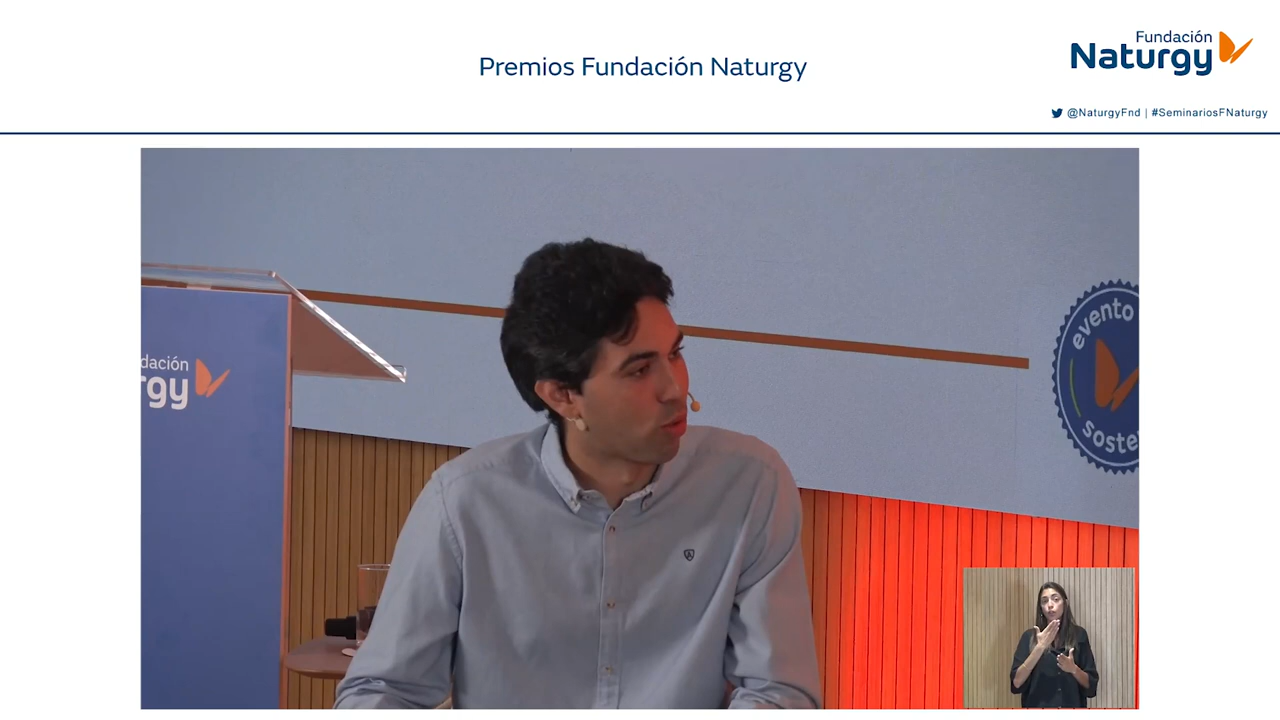 Premios Fundación Naturgy
Fundación
Naturgy
@NaturgyFnd | #SeminariosFNaturgy
dación
rgy
evento
soste